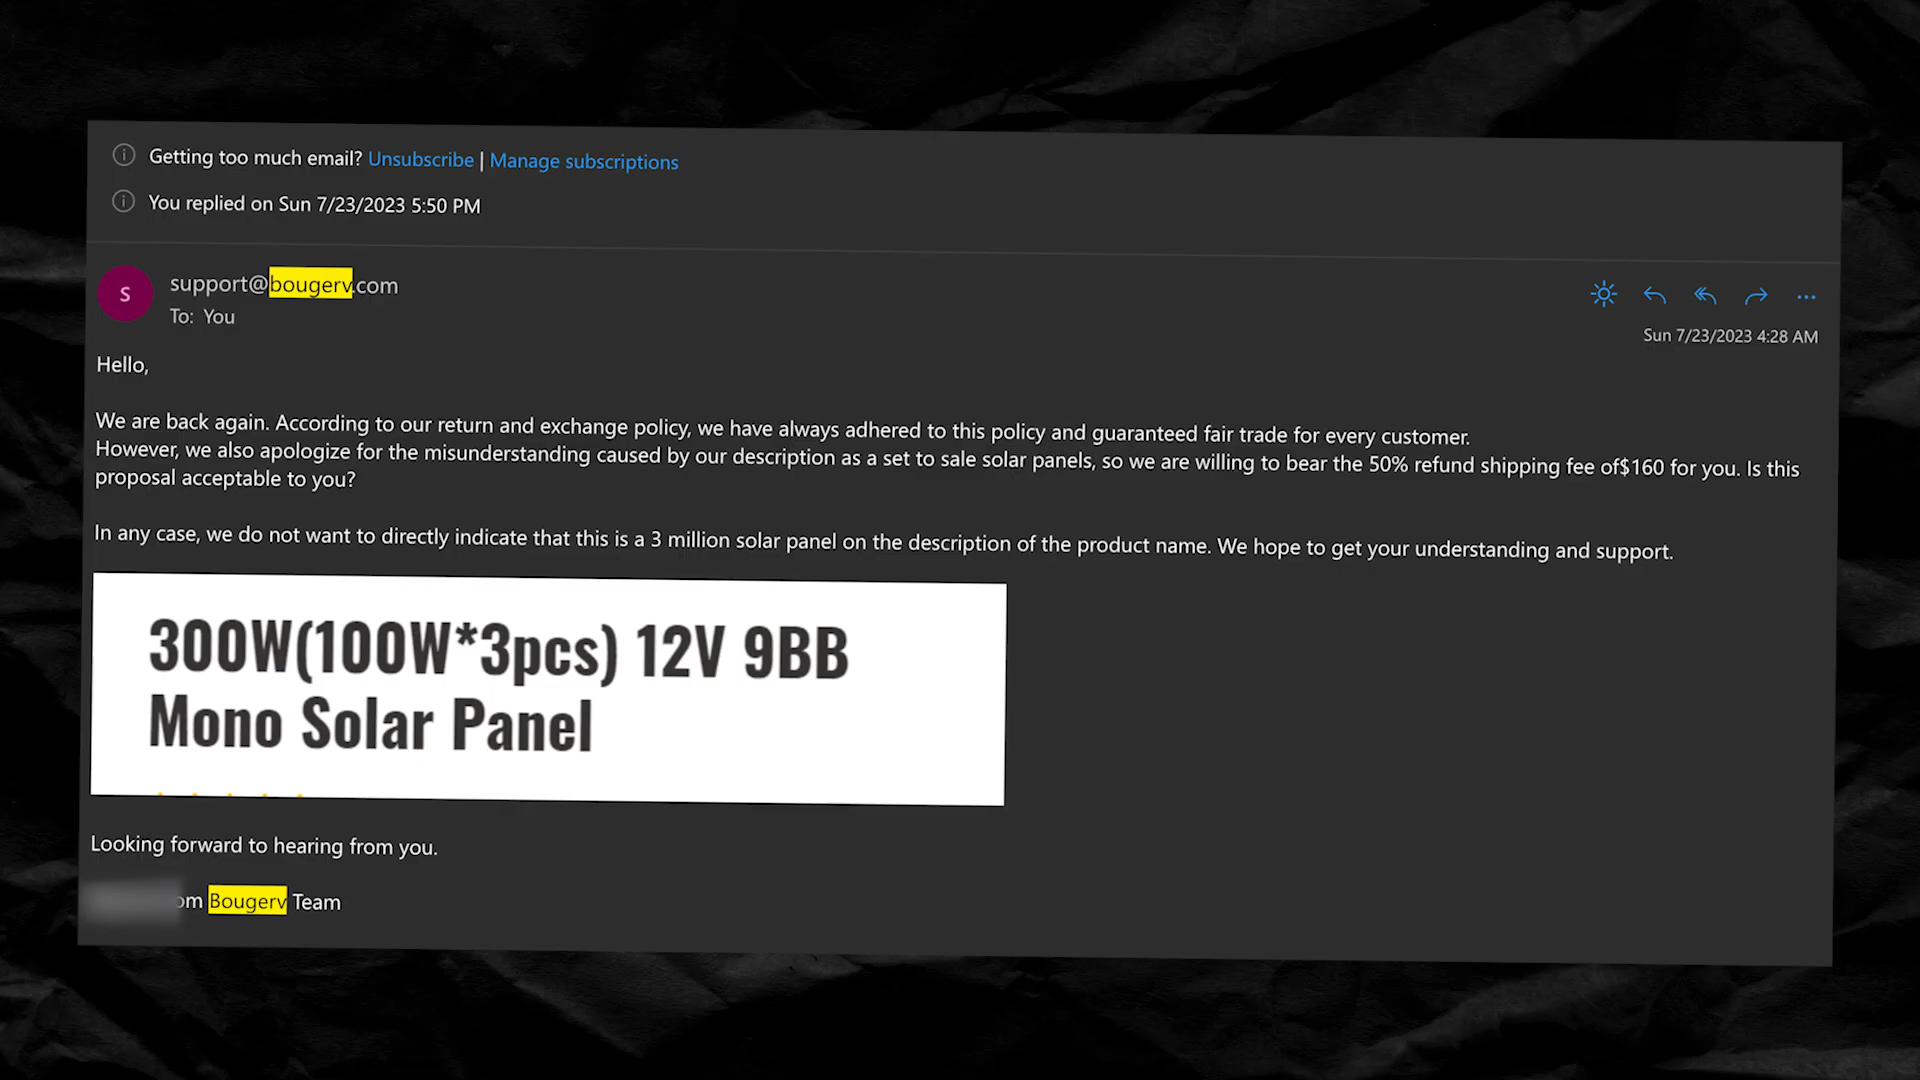 Getting too much email? Unsubscribe | Manage subscriptions
You replied on Sun 7/23/2023 5:50 PM
S
support@bougerv.com
To: You
Sun 7/23/2023 4:28 AM
Hello,
We are back again. According to our return and exchange policy, we have always adhered to this policy and guaranteed fair trade for every customer.
However, we also apologize for the misunderstanding caused by our description as a set to sale solar panels, so we are willing to bear the 50% refund shipping fee of$160 for you. Is this
proposal acceptable to you?
In any case, we do not want to directly indicate that this is a 3 million solar panel on the description of the product name. We hope to get your understanding and support.
300W(100W*3pcs) 12V 9BB
Mono Solar Panel
Looking forward to hearing from you.
Bougerv Team